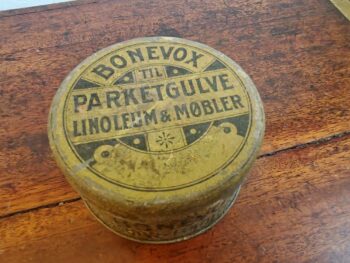 BONEVOX
TIL
PARKETGULVE
LINOLEUM & MØBLER